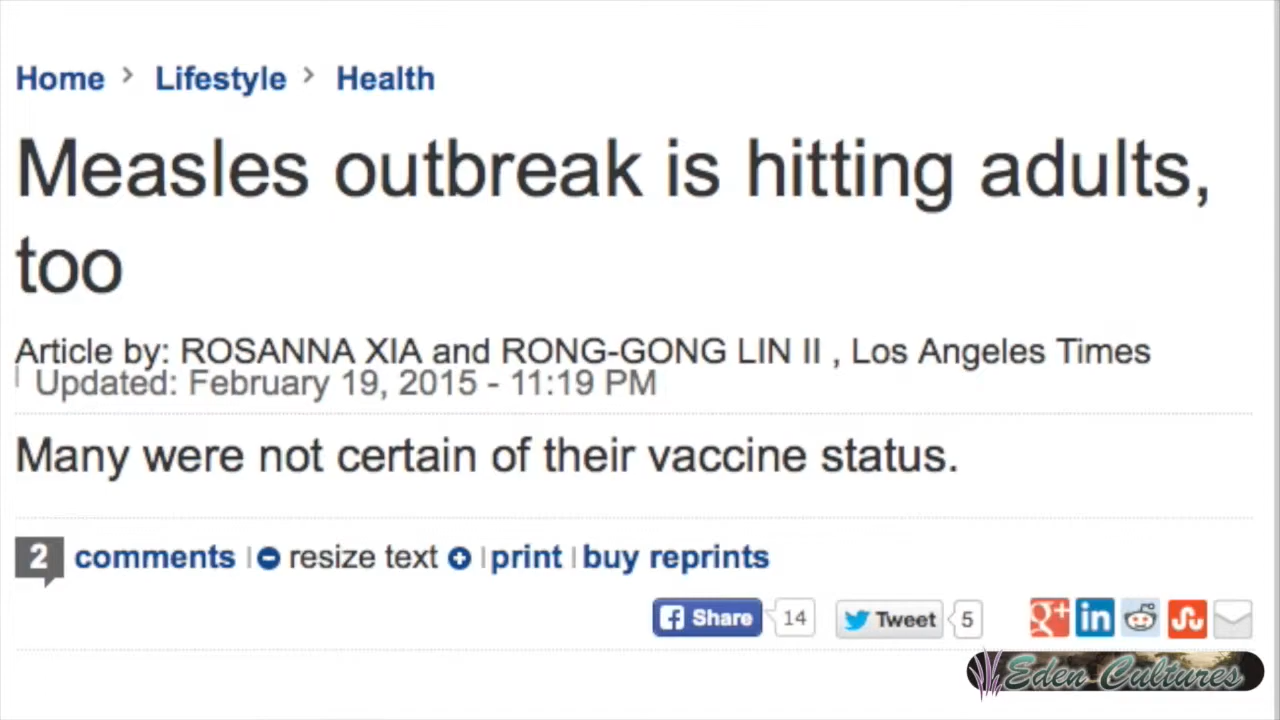 Home > Lifestyle > Health
Measles outbreak is hitting adults,
too
Article by: ROSANNA XIA and RONG-GONG LIN II , Los Angeles Times
Updated: February 19, 2015 - 11:19 PM
Many were not certain of their vaccine status.
2 comments | resize text | print | buy reprints
Share 14 Tweet 5 g+ in
Eden Cultures